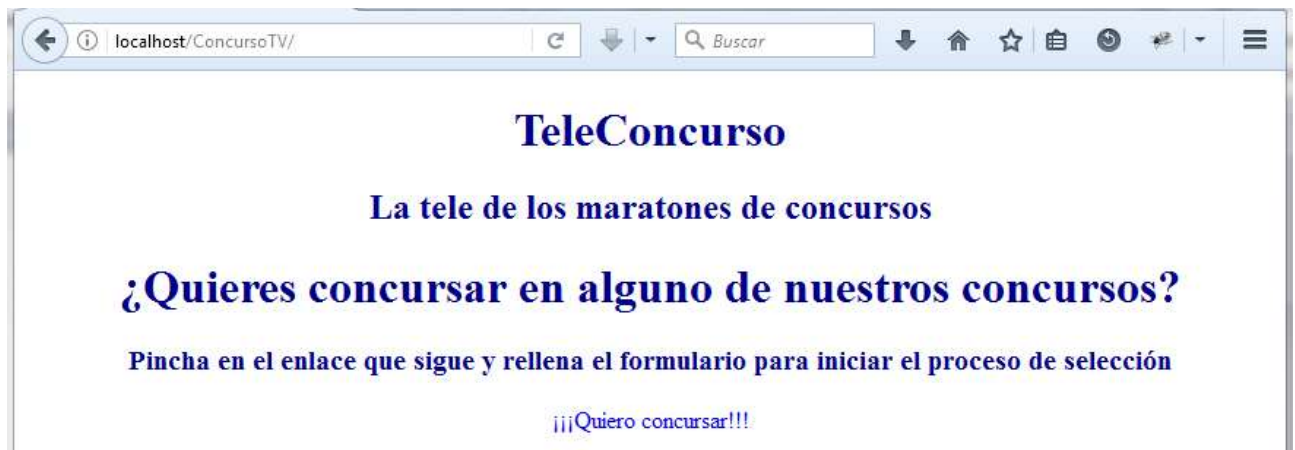 localhost/ConcursoTV/
Buscar
TeleConcurso
La tele de los maratones de concursos
¿Quieres concursar en alguno de nuestros concursos?
Pincha en el enlace que sigue y rellena el formulario para iniciar el proceso de selección
¡¡¡Quiero concursar!!!